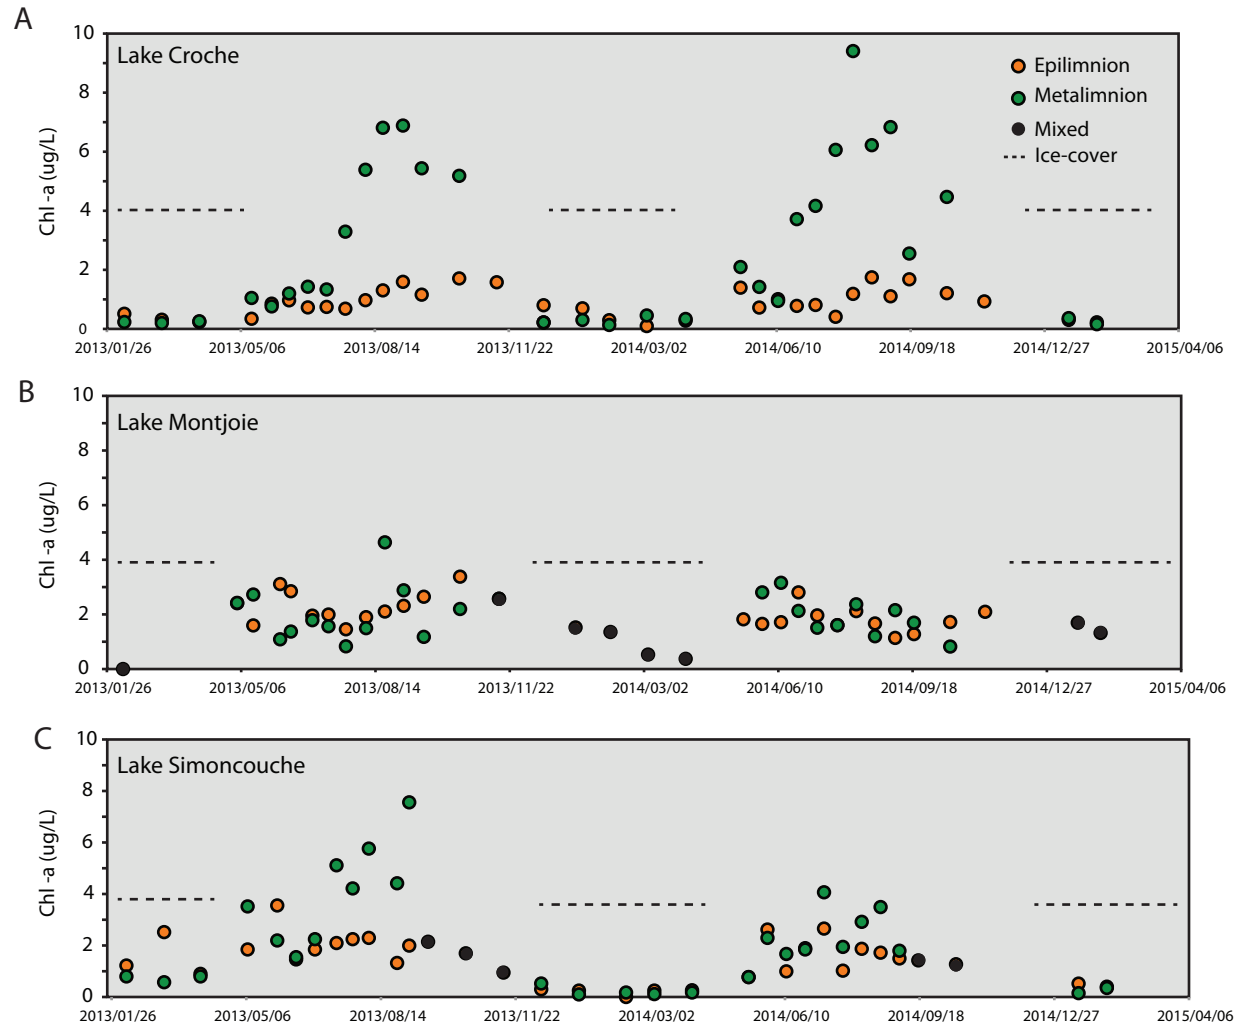 A
Lake Croche
Epilimnion
Metalimnion
Mixed
Ice-cover
Chl -a (ug/L)
10
8
6
4
2
0
2013/01/26 2013/05/06 2013/08/14 2013/11/22 2014/03/02 2014/06/10 2014/09/18 2014/12/27 2015/04/06
B
Lake Montjoie
Chl -a (ug/L)
10
8
6
4
2
0
2013/01/26 2013/05/06 2013/08/14 2013/11/22 2014/03/02 2014/06/10 2014/09/18 2014/12/27 2015/04/06
C
Lake Simoncouche
Chl -a (ug/L)
10
8
6
4
2
0
2013/01/26 2013/05/06 2013/08/14 2013/11/22 2014/03/02 2014/06/10 2014/09/18 2014/12/27 2015/04/06